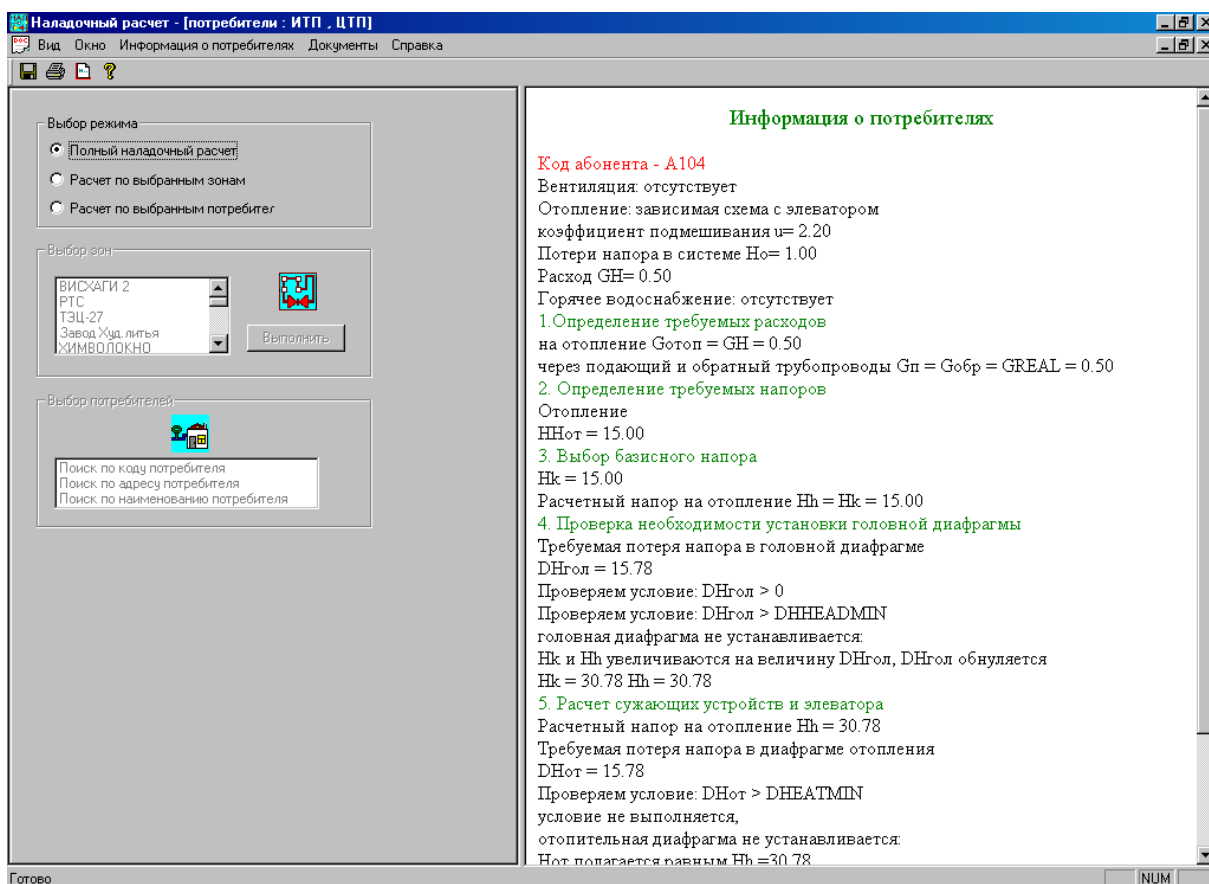 Наладочный расчет - [потребители : ИТП , ЦТП]
Вид Окно Информация о потребителях Документы Справка
Выбор режима
Полный наладочный расчет
Расчет по выбранным зонам
Расчет по выбранным потребител
Выбор зон
ВИСХАГИ 2
РТС
ТЭЦ-27
Завод Худ.литья
ХИМВОЛОКНО
Выполнить
Выбор потребителей
Поиск по коду потребителя
Поиск по адресу потребителя
Поиск по наименованию потребителя
Информация о потребителях
Код абонента - А104
Вентиляция: отсутствует
Отопление: зависимая схема с элеватором
коэффициент подмешивания u= 2.20
Потери напора в системе Ho= 1.00
Расход GH= 0.50
Горячее водоснабжение: отсутствует
1.Определение требуемых расходов
на отопление Gотоп = GH = 0.50
через подающий и обратный трубопроводы Gп = Gобр = GREAL = 0.50
2. Определение требуемых напоров
Отопление
ННот = 15.00
3. Выбор базисного напора
Hk = 15.00
Расчетный напор на отопление Hh = Hk = 15.00
4. Проверка необходимости установки головной диафрагмы
Требуемая потеря напора в головной диафрагме
DHгол = 15.78
Проверяем условие: DHгол > 0
Проверяем условие: DHгол > DHHEADMIN
головная диафрагма не устанавливается:
Hk и Hh увеличиваются на величину DHгол, DHгол обнуляется
Hk = 30.78 Hh = 30.78
5. Расчет сужающих устройств и элеватора
Расчетный напор на отопление Hh = 30.78
Требуемая потеря напора в диафрагме отопления
DHот = 15.78
Проверяем условие: DHот > DHEATMIN
условие не выполняется,
отопительная диафрагма не устанавливается:
Нот полагается равным Hh =30.78
Готово
NUM